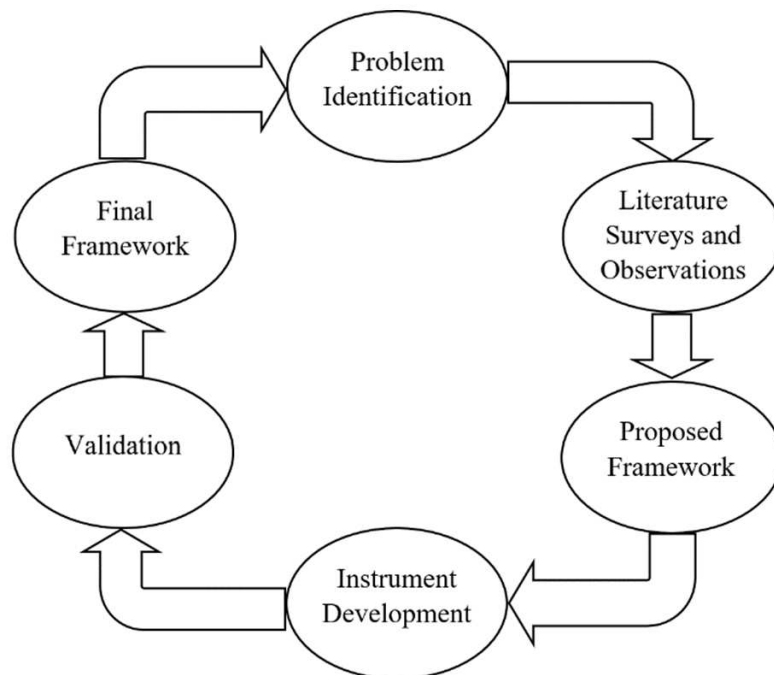 Problem
Identification
Literature
Surveys and
Observations
Proposed
Framework
Instrument
Development
Validation
Final
Framework